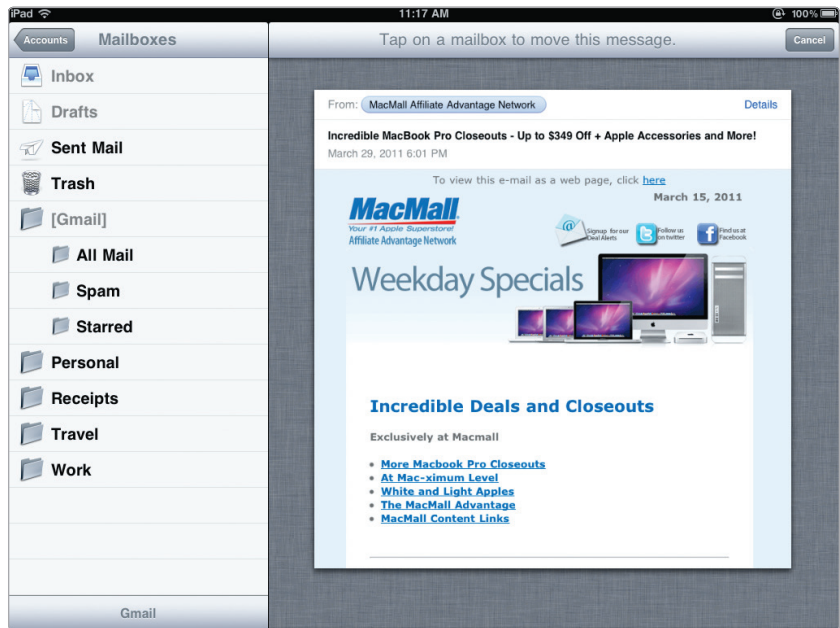 iPad 11:17 AM 100%
Accounts Mailboxes
Inbox
Drafts
Sent Mail
Trash
[Gmail]
All Mail
Spam
Starred
Personal
Receipts
Travel
Work
Gmail
Tap on a mailbox to move this message. Cancel
From: MacMall Affiliate Advantage Network Details
Incredible MacBook Pro Closeouts - Up to $349 Off + Apple Accessories and More!
March 29, 2011 6:01 PM
To view this e-mail as a web page, click here
March 15, 2011
MacMall
Your #1 Apple Superstore!
Affiliate Advantage Network
Signup for our
Deal Alerts
Follow us
on twitter
Find us at
Facebook
Weekday Specials
Incredible Deals and Closeouts
Exclusively at Macmall
• More Macbook Pro Closeouts
• At Mac-ximum Level
• White and Light Apples
• The MacMall Advantage
• MacMall Content Links